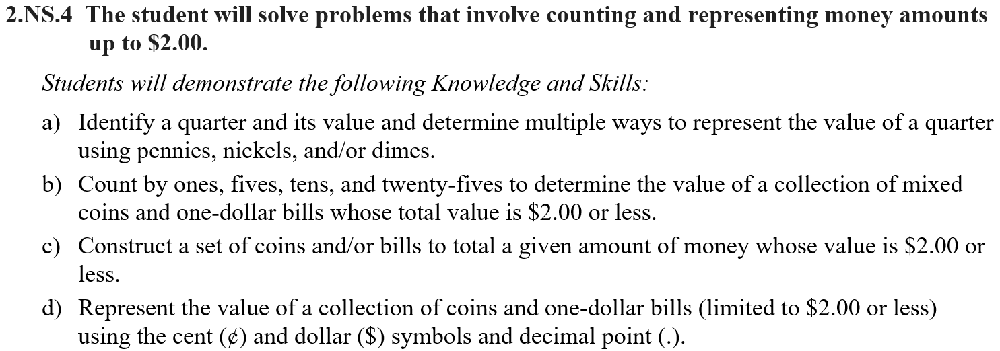 2.NS.4 The student will solve problems that involve counting and representing money amounts
up to $2.00.
Students will demonstrate the following Knowledge and Skills:
a) Identify a quarter and its value and determine multiple ways to represent the value of a quarter
using pennies, nickels, and/or dimes.
b) Count by ones, fives, tens, and twenty-fives to determine the value of a collection of mixed
coins and one-dollar bills whose total value is $2.00 or less.
c) Construct a set of coins and/or bills to total a given amount of money whose value is $2.00 or
less.
d) Represent the value of a collection of coins and one-dollar bills (limited to $2.00 or less)
using the cent (¢) and dollar ($) symbols and decimal point (.).